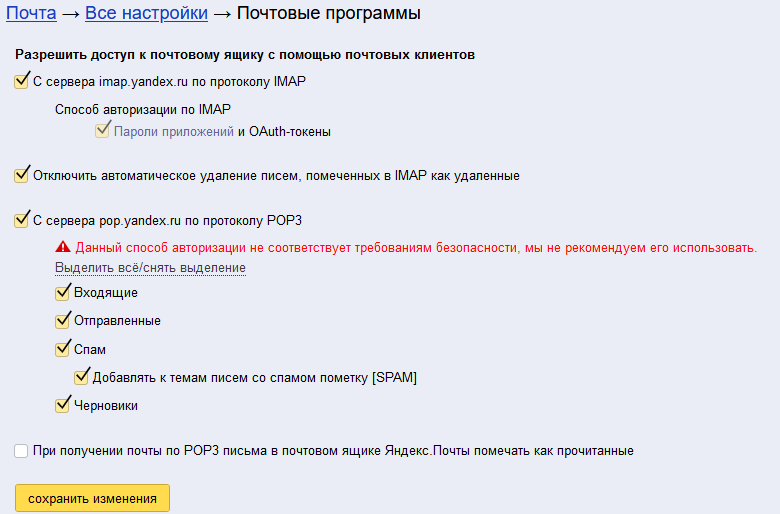 Почта → Все настройки → Почтовые программы
Разрешить доступ к почтовому ящику с помощью почтовых клиентов
С сервера imap.yandex.ru по протоколу IMAP
Способ авторизации по IMAP
Пароли приложений и OAuth-токены
Отключить автоматическое удаление писем, помеченных в IMAP как удаленные
С сервера pop.yandex.ru по протоколу POP3
Данный способ авторизации не соответствует требованиям безопасности, мы не рекомендуем его использовать.
Выделить всё/снять выделение
Входящие
Отправленные
Спам
Добавлять к темам писем со спамом пометку [SPAM]
Черновики
При получении почты по POP3 письма в почтовом ящике Яндекс.Почты помечать как прочитанные
сохранить изменения